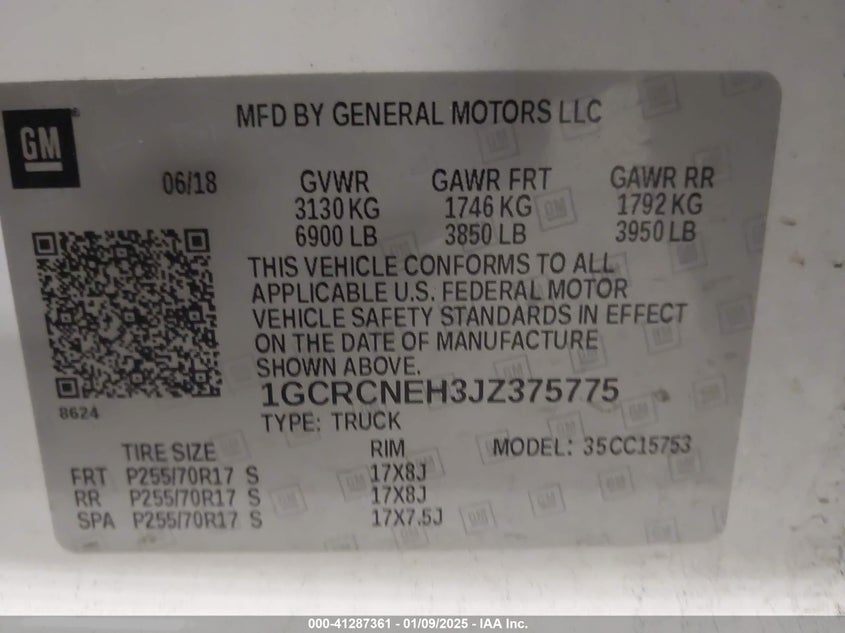 MFD BY GENERAL MOTORS LLC
GM
06/18 GVWR GAWR FRT GAWR RR
3130 KG 1746 KG 1792 KG
6900 LB 3850 LB 3950 LB
THIS VEHICLE CONFORMS TO ALL
APPLICABLE U.S. FEDERAL MOTOR
VEHICLE SAFETY STANDARDS IN EFFECT
ON THE DATE OF MANUFACTURE
SHOWN ABOVE.
1GCRCNEH3JZ375775
8624
TYPE: TRUCK
TIRE SIZE RIM MODEL: 35CC15753
FRT P255/70R17 S 17X8J
RR P255/70R17 S 17X8J
SPA P255/70R17 S 17X7.5J
000-41287361 - 01/09/2025 - IAA Inc.